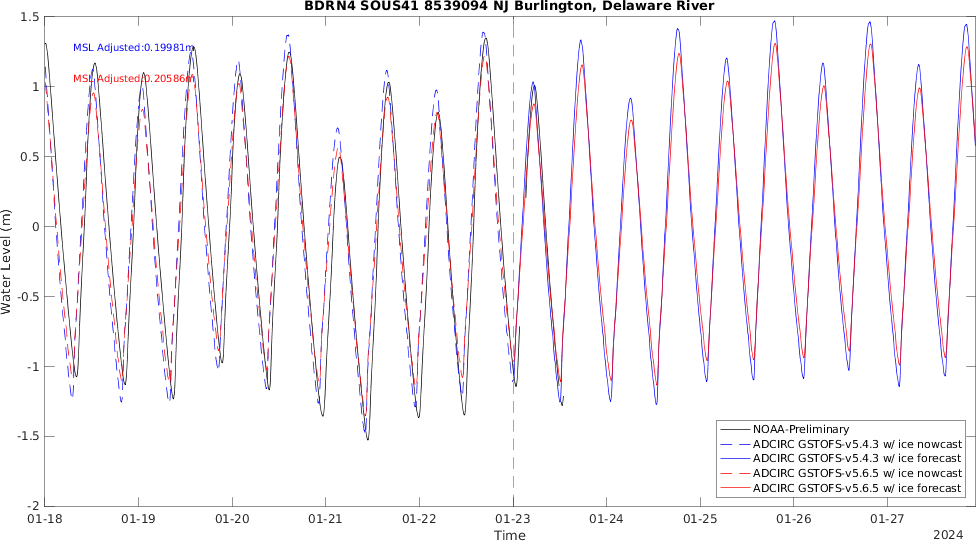 BDRN4 SOUS41 8539094 NJ Burlington, Delaware River
MSL Adjusted:0.19981m
MSL Adjusted:0.20586m
Water Level (m)
1.5
1
0.5
0
-0.5
-1
-1.5
-2
01-18 01-19 01-20 01-21 01-22 01-23 01-24 01-25 01-26 01-27
Time
2024
NOAA-Preliminary
ADCIRC GSTOFS-v5.4.3 w/ ice nowcast
ADCIRC GSTOFS-v5.4.3 w/ ice forecast
ADCIRC GSTOFS-v5.6.5 w/ ice nowcast
ADCIRC GSTOFS-v5.6.5 w/ ice forecast